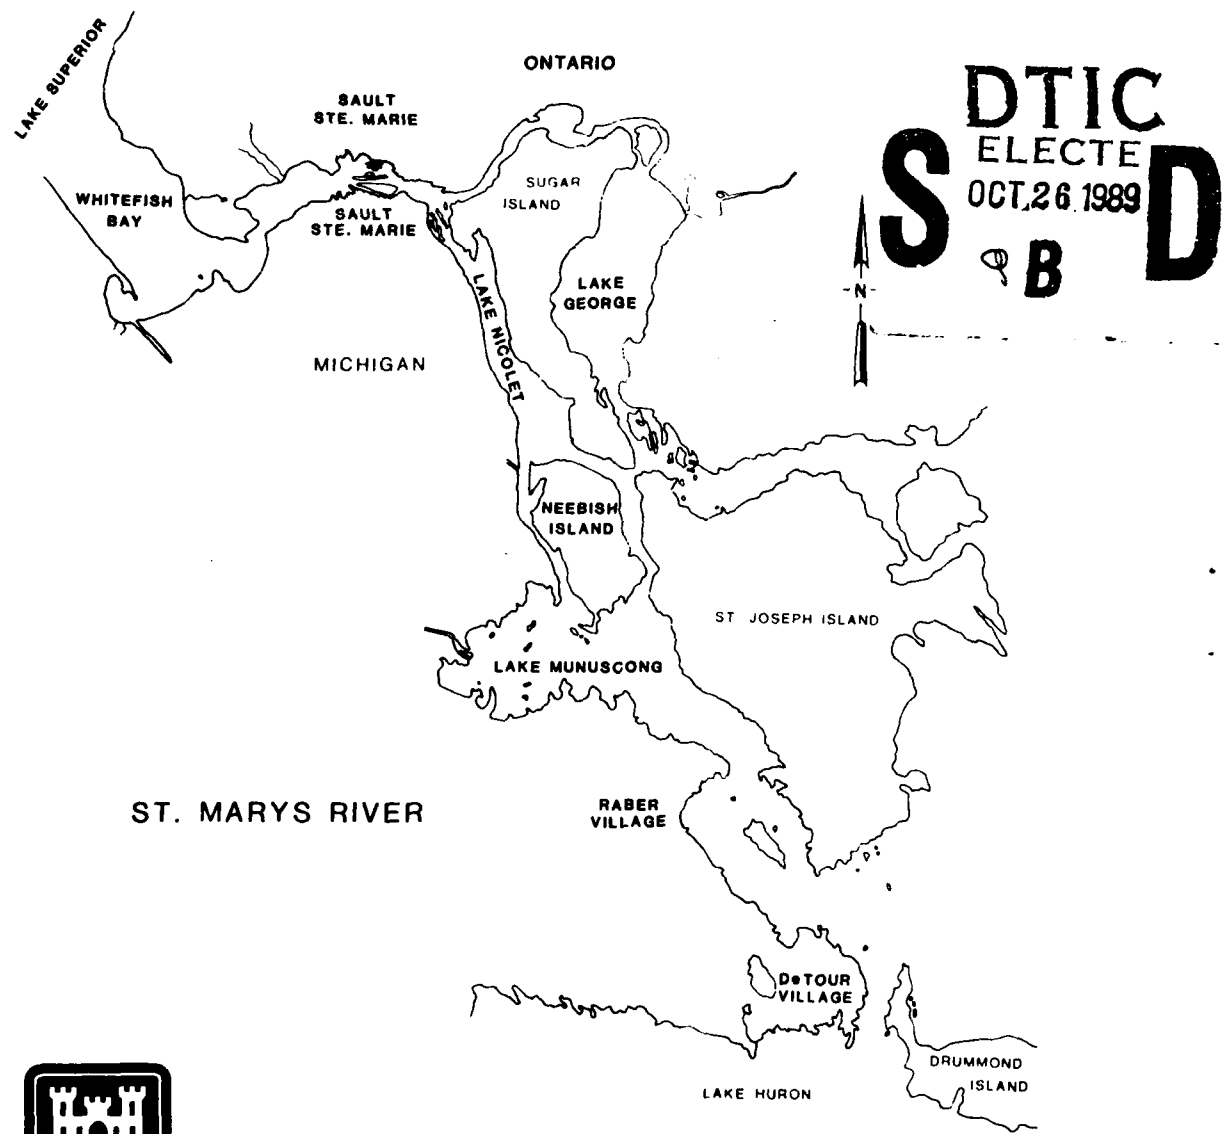 LAKE SUPERIOR
ONTARIO
SAULT
STE. MARIE
DTIC
ELECTE
OCT.26.1989
S
D
B
SUGAR
ISLAND
WHITEFISH
BAY
SAULT
STE. MARIE
LAKE
GEORGE
N
LAKE NICOLET
MICHIGAN
NEEBISH
ISLAND
ST JOSEPH ISLAND
LAKE MUNUSCONG
ST. MARYS RIVER
RABER
VILLAGE
DeTOUR
VILLAGE
DRUMMOND
ISLAND
LAKE HURON